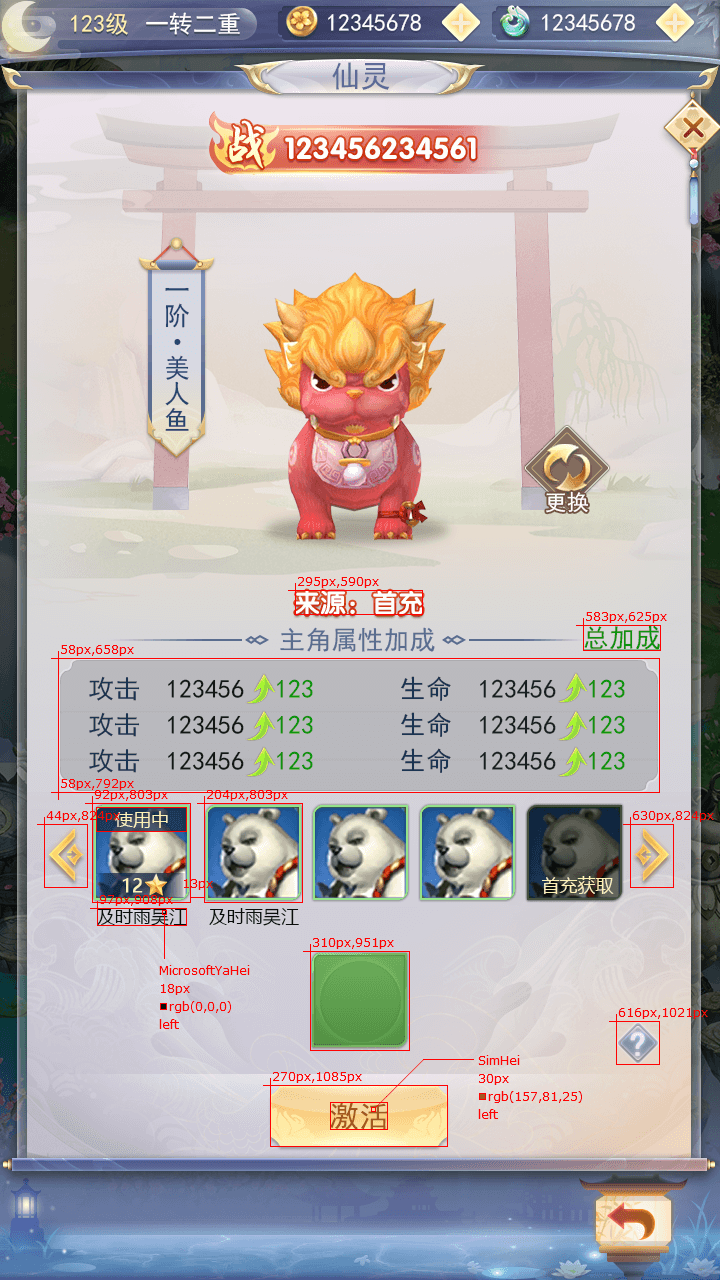 123级 一转二重 12345678 12345678
仙灵
战 123456234561
一阶·美人鱼
更换
295px,590px
来源：首充
583px,625px
主角属性加成 总加成
58px,658px
攻击 123456 123 生命 123456 123
攻击 123456 123 生命 123456 123
攻击 123456 123 生命 123456 123
58px,792px
92px,803px 204px,803px
44px,824px 630px,824px
使用中
12 13px 首充获取
97px,908px
及时雨吴江 及时雨吴江
310px,951px
MicrosoftYaHei
18px
rgb(0,0,0)
left
616px,1021px
?
270px,1085px
SimHei
30px
rgb(157,81,25)
left
激活